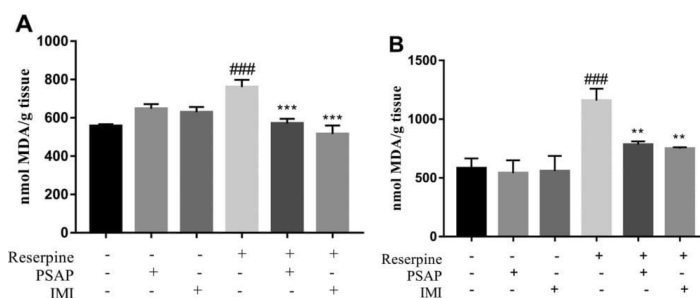 A
nmol MDA/g tissue
1000
800
600
400
200
0
###
***
***
Reserpine - - - + + +
PSAP - + - - + -
IMI - - + - - +
B
nmol MDA/g tissue
1500
1000
500
0
###
**
**
Reserpine - - - + + +
PSAP - + - - + -
IMI - - + - - +